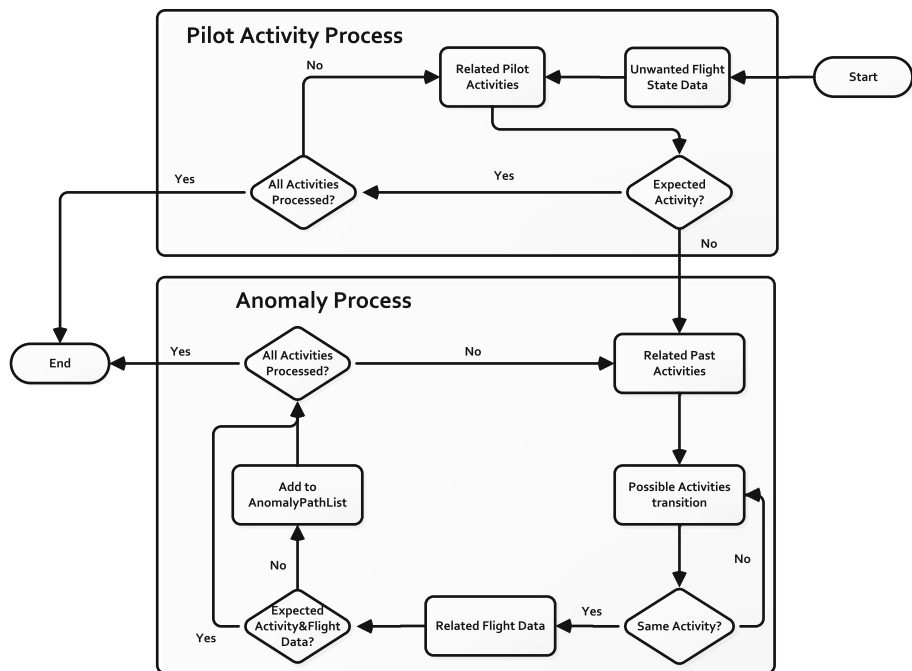 Pilot Activity Process
No
Related Pilot
Activities
Unwanted Flight
State Data
Start
Yes
All Activities
Processed?
Yes
Expected
Activity?
No
Anomaly Process
End
Yes
All Activities
Processed?
No
Related Past
Activities
Add to
AnomalyPathList
Possible Activities
transition
No
No
Yes
Expected
Activity&Flight
Data?
Related Flight Data
Yes
Same Activity?